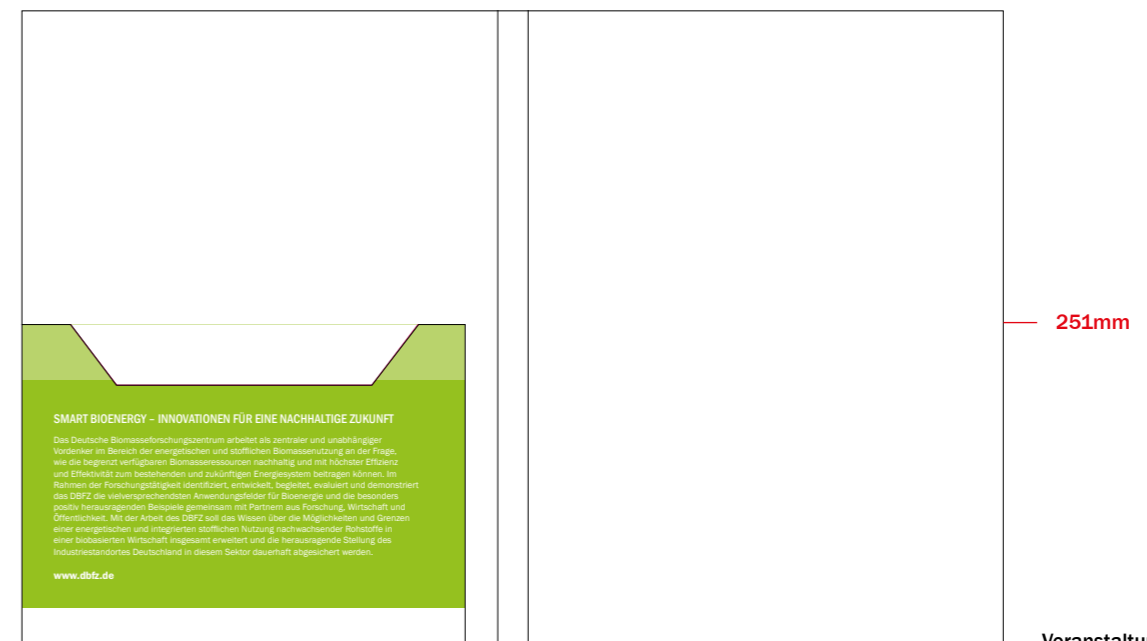 251mm
SMART BIOENERGY – INNOVATIONEN FÜR EINE NACHHALTIGE ZUKUNFT
Das Deutsche Biomasseforschungszentrum arbeitet als zentraler und unabhängiger
Vordenker im Bereich der energetischen und stofflichen Biomassenutzung an der Frage,
wie die begrenzt verfügbaren Biomasseressourcen nachhaltig und mit höchster Effizienz
und Effektivität zum bestehenden und zukünftigen Energiesystem beitragen können. Im
Rahmen der Forschungstätigkeit identifiziert, entwickelt, begleitet, evaluiert und demonstriert
das DBFZ die vielversprechendsten Anwendungsfelder für Bioenergie und die besonders
positiv herausragenden Beispiele gemeinsam mit Partnern aus Forschung, Wirtschaft und
Öffentlichkeit. Mit der Arbeit des DBFZ soll das Wissen über die Möglichkeiten und Grenzen
einer energetischen und integrierten stofflichen Nutzung nachwachsender Rohstoffe in
einer biobasierten Wirtschaft insgesamt erweitert und die herausragende Stellung des
Industriestandortes Deutschland in diesem Sektor dauerhaft abgesichert werden.
www.dbfz.de